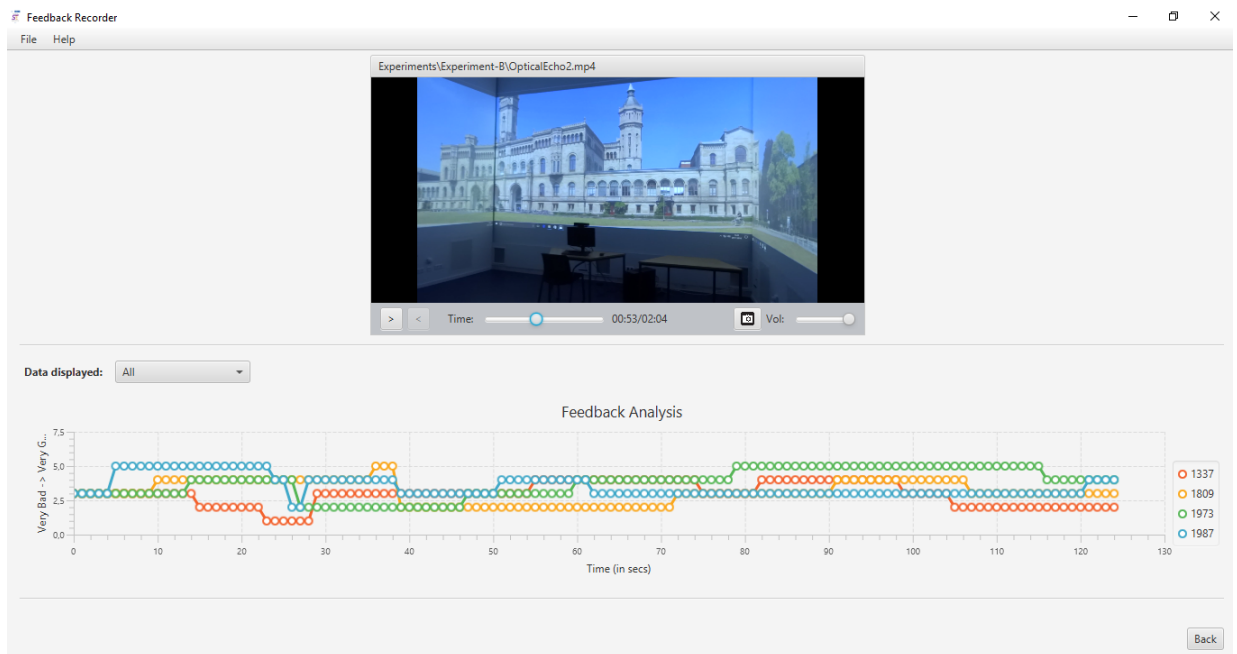 Feedback Recorder
File Help
Experiments\Experiment-B\OpticalEcho2.mp4
> < Time: 00:53/02:04 Vol:
Data displayed: All
Feedback Analysis
Very Bad -> Very G...
7,5
5,0
2,5
0,0
0 10 20 30 40 50 60 70 80 90 100 110 120 130
Time (in secs)
1337
1809
1973
1987
Back